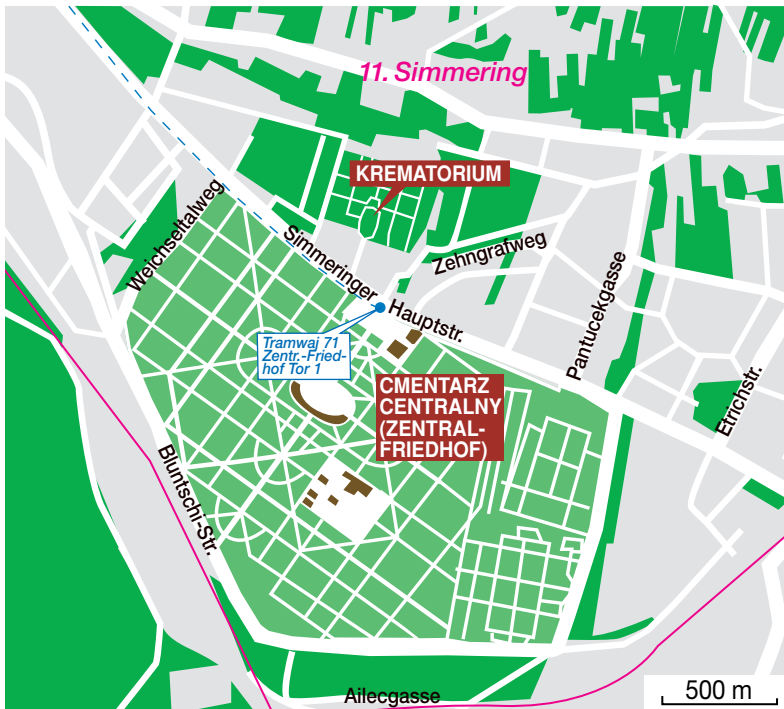 11. Simmering
KREMATORIUM
Weichseltalweg
Simmeringer Hauptstr.
Zehngrafweg
Pantucekgasse
Etrichstr.
Tramwaj 71
Zentr.-Fried-
hof Tor 1
CMENTARZ
CENTRALNY
(ZENTRAL-
FRIEDHOF)
Bluntschi-Str.
Ailecgasse
500 m